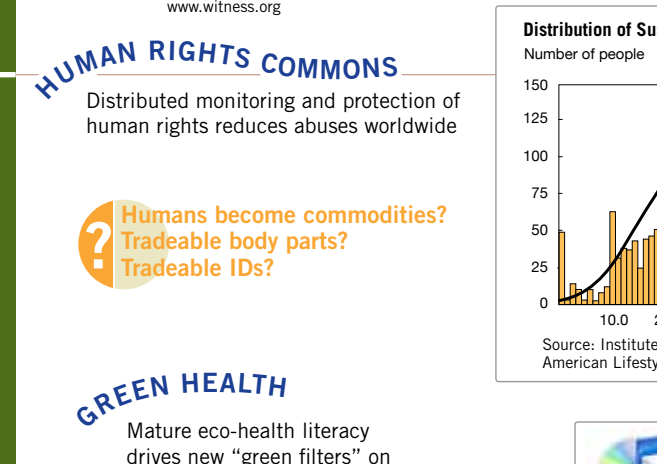 www.witness.org
HUMAN RIGHTS COMMONS
Distributed monitoring and protection of
human rights reduces abuses worldwide
?
Humans become commodities?
Tradeable body parts?
Tradeable IDs?
GREEN HEALTH
Mature eco-health literacy
drives new “green filters” on
Distribution of Su
Number of people
150
125
100
75
50
25
0
10.0 2
Source: Institute
American Lifesty